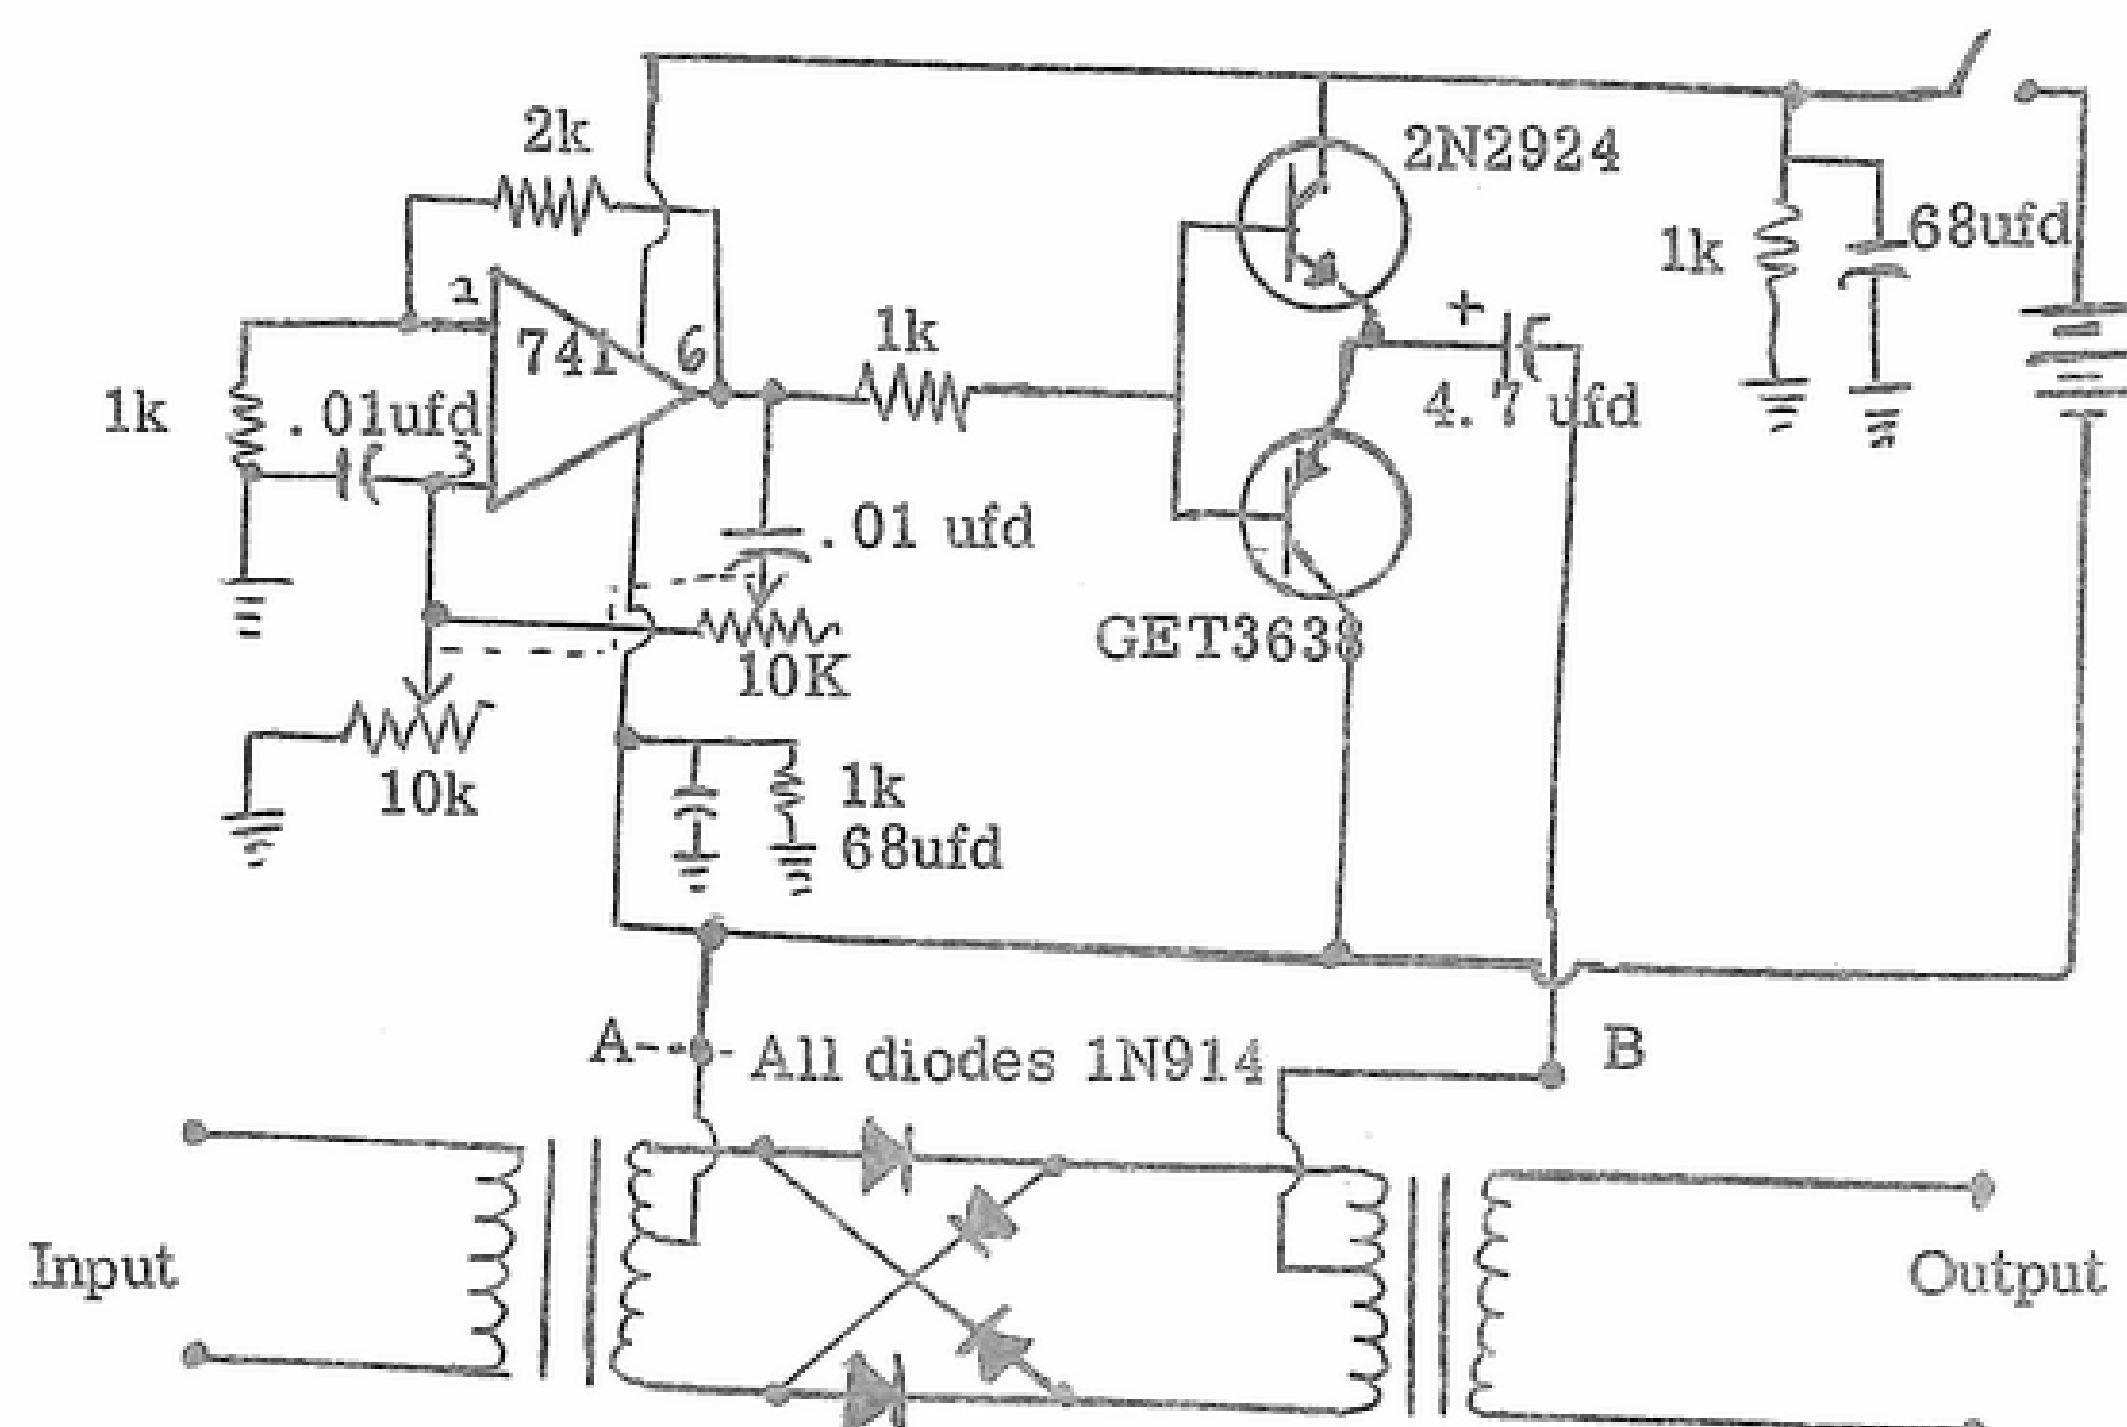 2k
2N2924
1k
68ufd
2
741
6
1k
+
4.7 ufd
1k
.01ufd
3
.01 ufd
GET3638
10K
10k
1k
68ufd
A
All diodes 1N914
B
Input
Output